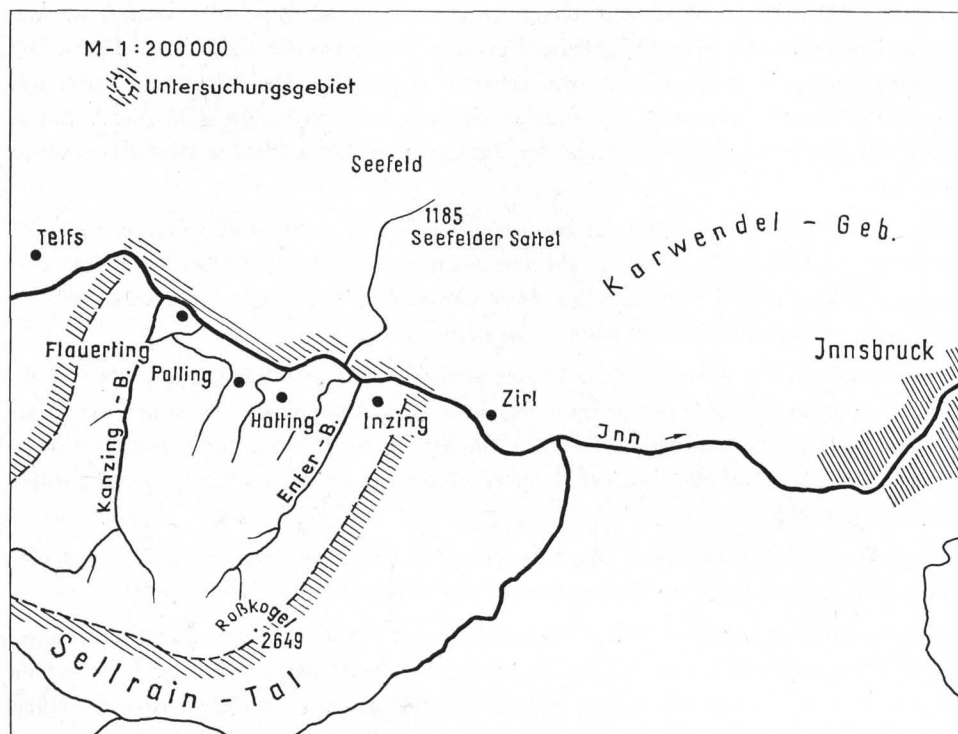 M-1:200000
Untersuchungsgebiet
Seefeld
1185
Seefelder Sattel
Karwendel - Geb.
Telfs
Flauerting
Polling
Hatting
Inzing
Zirl
Jnn →
Jnnsbruck
Kanzing-B.
Enter-B.
Roßkogel
2649
Sellrain-Tal